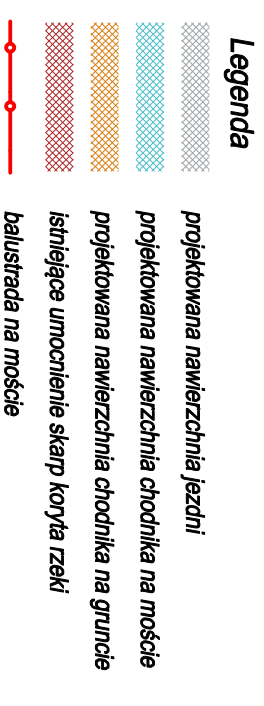 Legenda
projektowana nawierzchnia jezdni
projektowana nawierzchnia chodnika na moście
projektowana nawierzchnia chodnika na gruncie
istniejące umocnienie skarp koryta rzeki
balustrada na moście